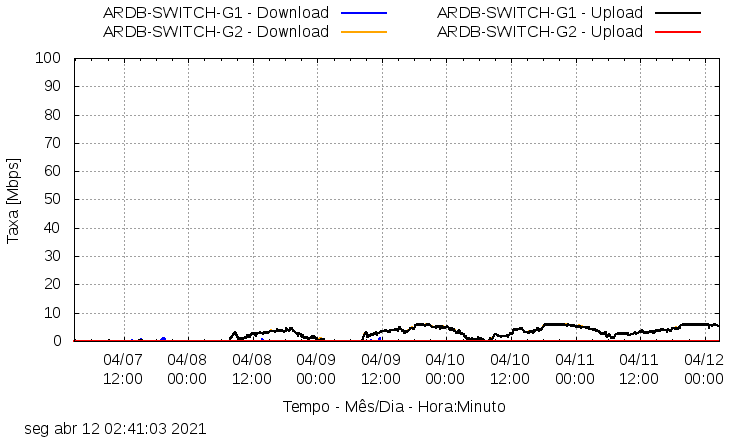 ARDB-SWITCH-G1 - Download
ARDB-SWITCH-G1 - Upload
ARDB-SWITCH-G2 - Download
ARDB-SWITCH-G2 - Upload
Taxa [Mbps]
100
90
80
70
60
50
40
30
20
10
0
04/07 04/08 04/08 04/09 04/09 04/10 04/10 04/11 04/11 04/12
12:00 00:00 12:00 00:00 12:00 00:00 12:00 00:00 12:00 00:00
Tempo - Mês/Dia - Hora:Minuto
seg abr 12 02:41:03 2021